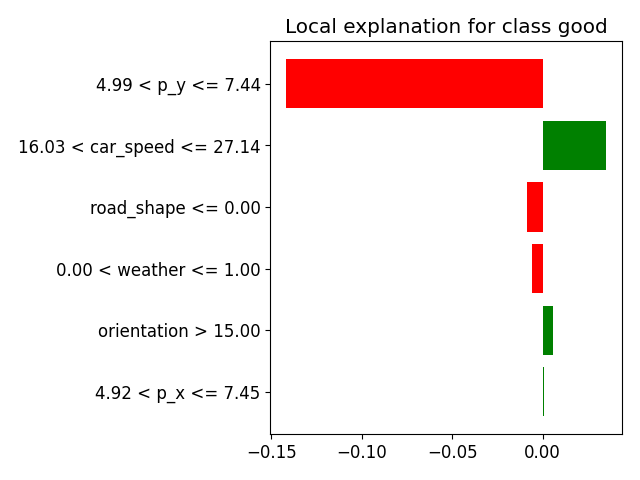 Local explanation for class good
4.99 < p_y <= 7.44
16.03 < car_speed <= 27.14
road_shape <= 0.00
0.00 < weather <= 1.00
orientation > 15.00
4.92 < p_x <= 7.45
−0.15 −0.10 −0.05 0.00